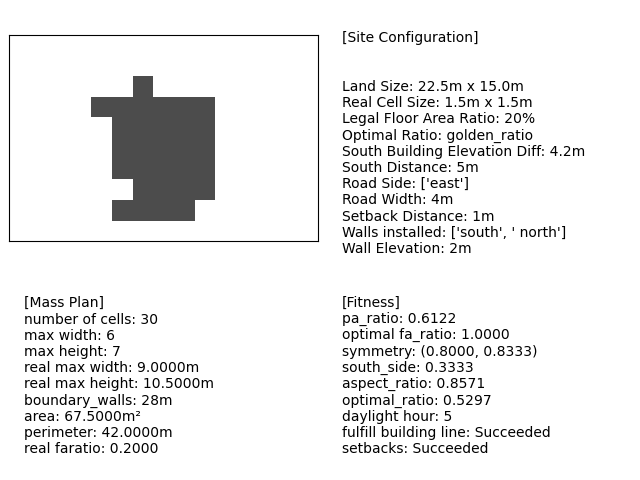 [Site Configuration]
Land Size: 22.5m x 15.0m
Real Cell Size: 1.5m x 1.5m
Legal Floor Area Ratio: 20%
Optimal Ratio: golden_ratio
South Building Elevation Diff: 4.2m
South Distance: 5m
Road Side: ['east']
Road Width: 4m
Setback Distance: 1m
Walls installed: ['south', ' north']
Wall Elevation: 2m
[Mass Plan]
number of cells: 30
max width: 6
max height: 7
real max width: 9.0000m
real max height: 10.5000m
boundary_walls: 28m
area: 67.5000m²
perimeter: 42.0000m
real faratio: 0.2000
[Fitness]
pa_ratio: 0.6122
optimal fa_ratio: 1.0000
symmetry: (0.8000, 0.8333)
south_side: 0.3333
aspect_ratio: 0.8571
optimal_ratio: 0.5297
daylight hour: 5
fulfill building line: Succeeded
setbacks: Succeeded